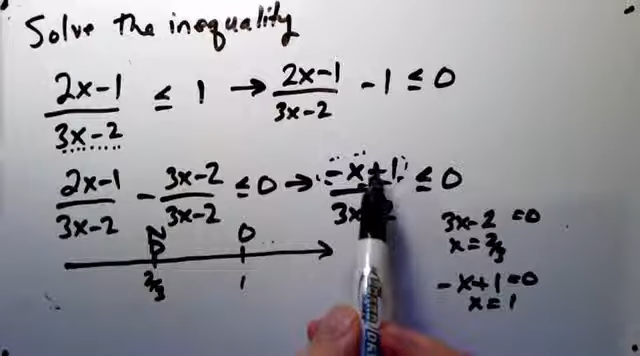 Solve the inequality
2x-1/3x-2 ≤ 1 → 2x-1/3x-2 -1 ≤ 0
2x-1/3x-2 - 3x-2/3x-2 ≤ 0 → -x+1/3x ≤ 0
ND 0
2/3 1
3x-2=0
x=2/3
-x+1=0
x=1